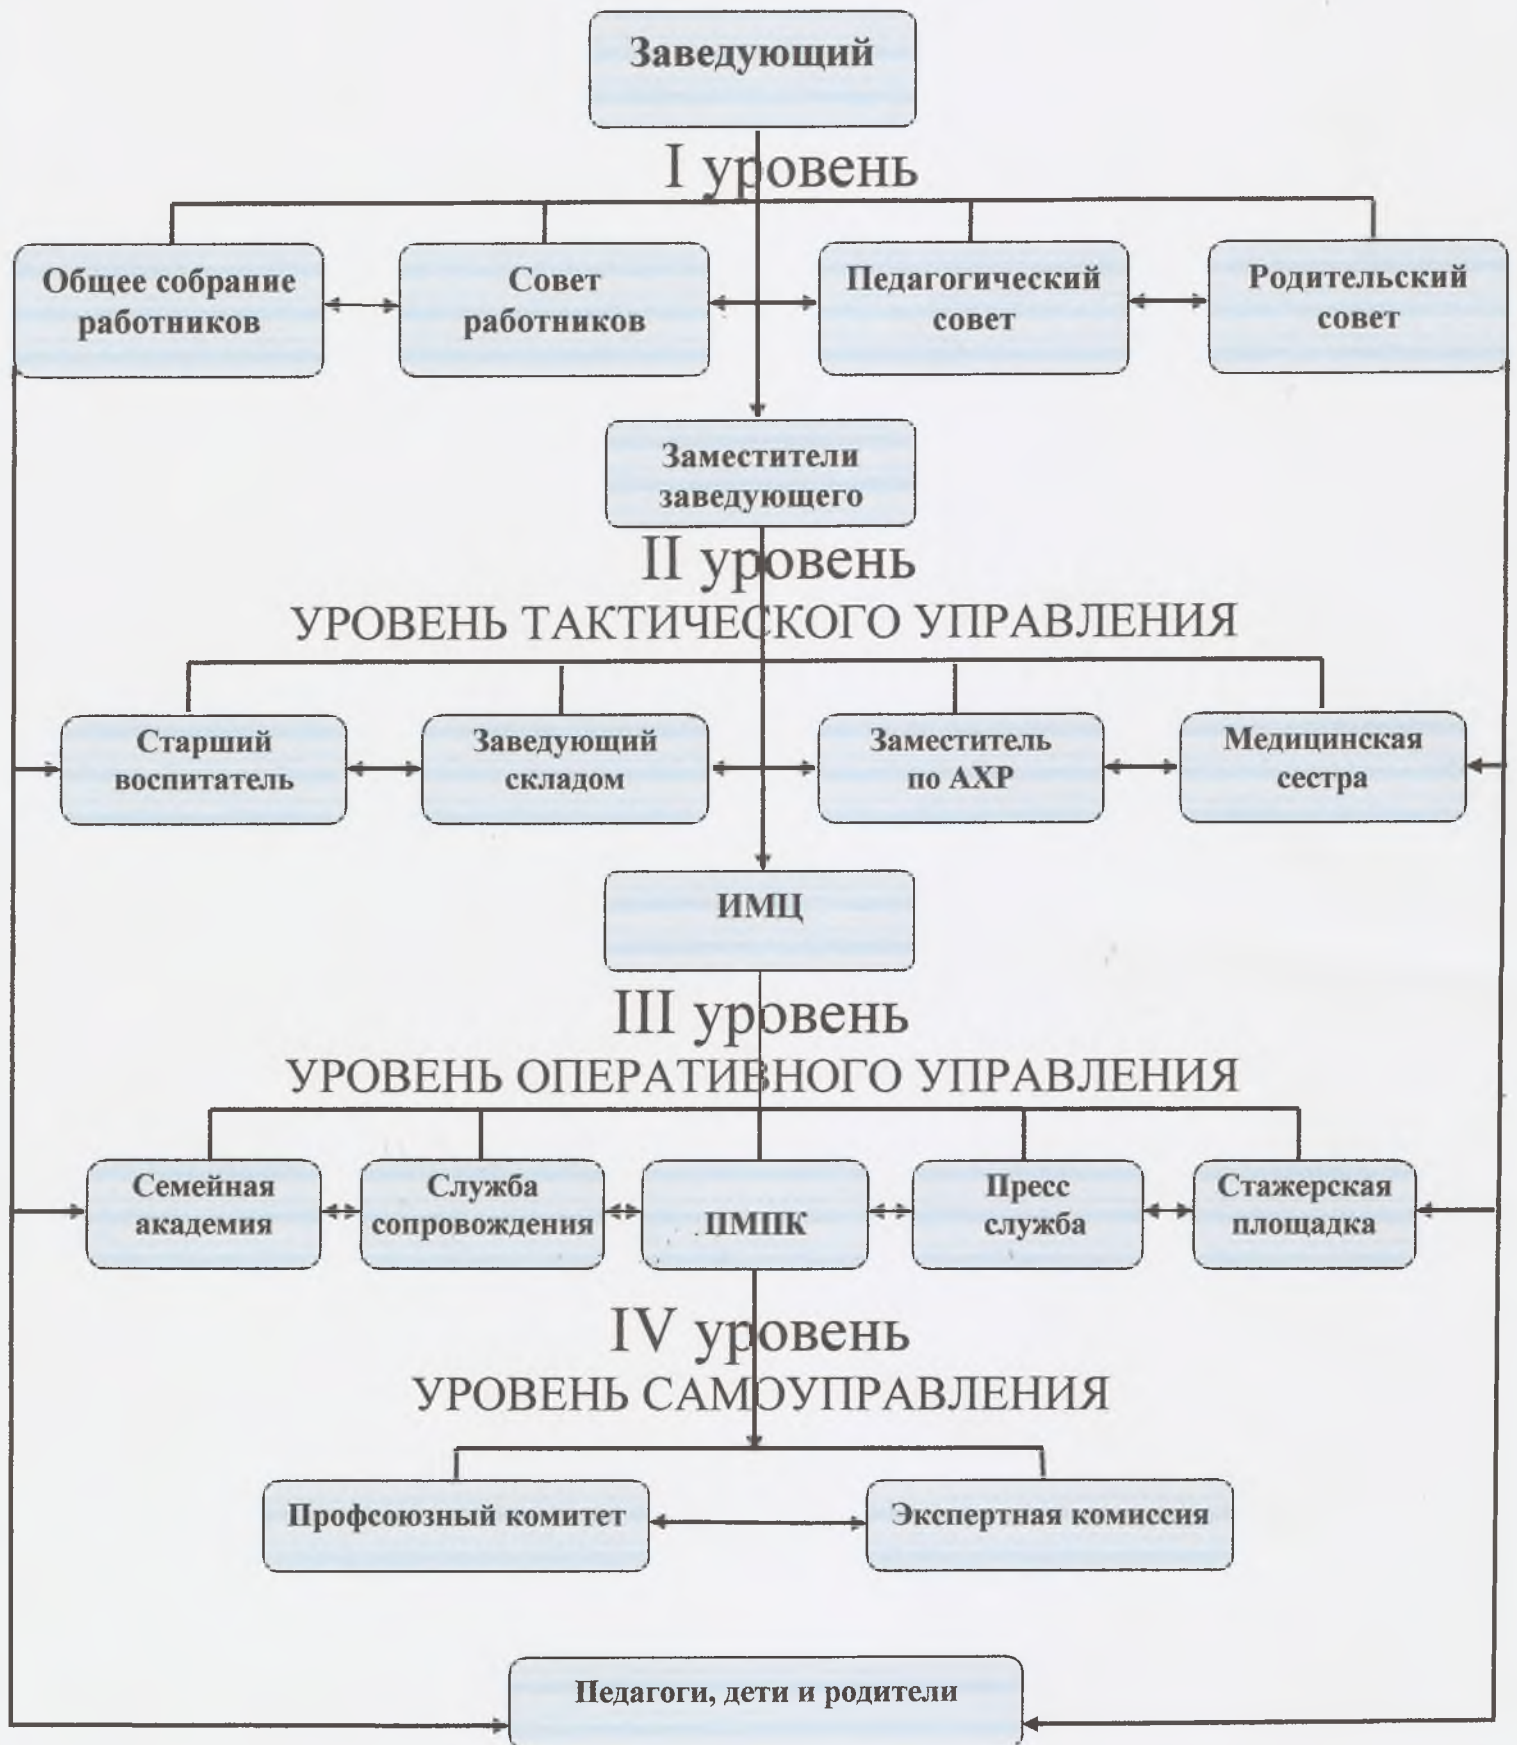 Заведующий
I уровень
Общее собрание
работников
Совет
работников
Педагогический
совет
Родительский
совет
Заместители
заведующего
II уровень
УРОВЕНЬ ТАКТИЧЕСКОГО УПРАВЛЕНИЯ
Старший
воспитатель
Заведующий
складом
Заместитель
по АХР
Медицинская
сестра
ИМЦ
III уровень
УРОВЕНЬ ОПЕРАТИВНОГО УПРАВЛЕНИЯ
Семейная
академия
Служба
сопровождения
ПМПК
Пресс
служба
Стажерская
площадка
IV уровень
УРОВЕНЬ САМОУПРАВЛЕНИЯ
Профсоюзный комитет
Экспертная комиссия
Педагоги, дети и родители